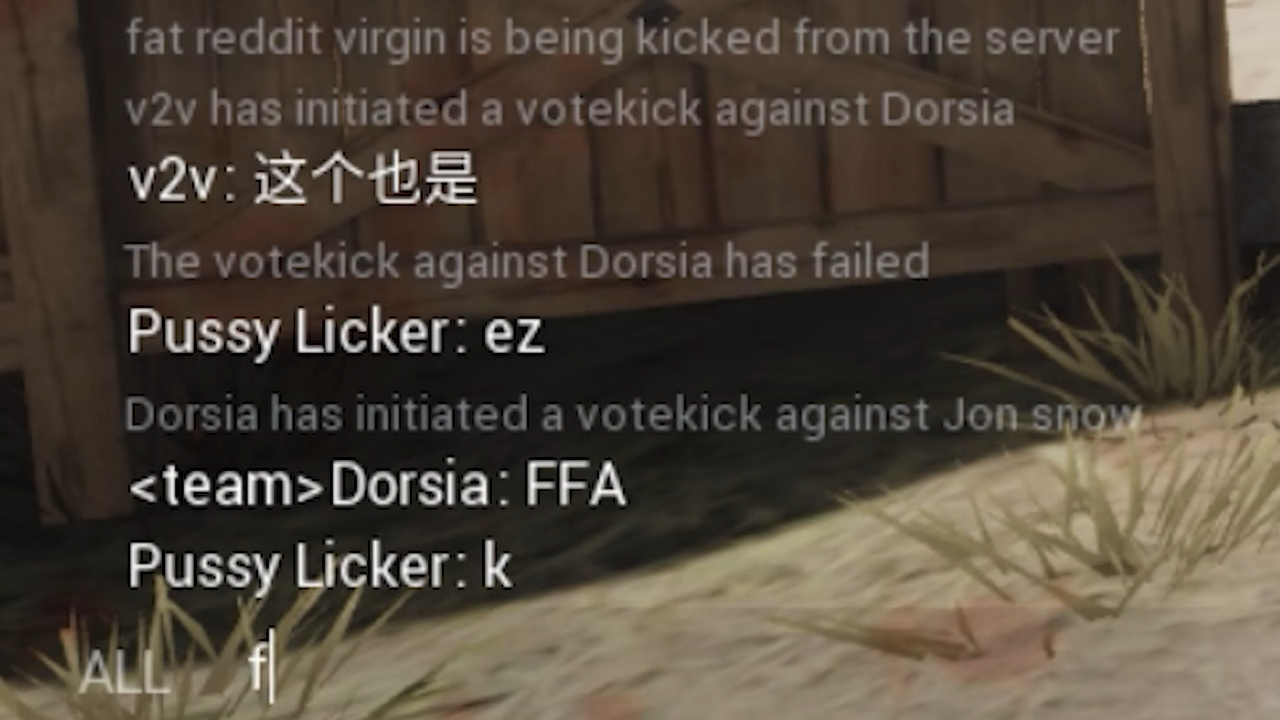 fat reddit virgin is being kicked from the server
v2v has initiated a votekick against Dorsia
v2v: 这个也是
The votekick against Dorsia has failed
Pussy Licker: ez
Dorsia has initiated a votekick against Jon snow
<team>Dorsia: FFA
Pussy Licker: k
ALL f